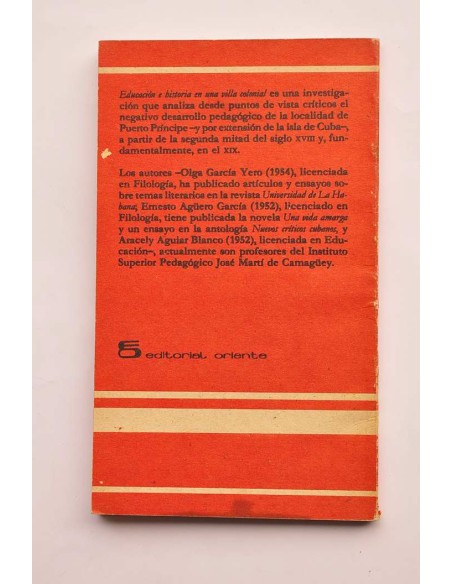 Educación e historia en una villa colonial es una investiga-
ción que analiza desde puntos de vista críticos el
negativo desarrollo pedagógico de la localidad de
Puerto Príncipe -y por extensión de la isla de Cuba-,
a partir de la segunda mitad del siglo XVIII y, fun-
damentalmente, en el XIX.
Los autores -Olga García Yero (1954), licenciada
en Filología, ha publicado artículos y ensayos so-
bre temas literarios en la revista Universidad de La Ha-
bana; Ernesto Agüero García (1952), licenciado en
Filología, tiene publicada la novela Una vida amarga
y un ensayo en la antología Nuevos críticos cubanos, y
Aracely Aguiar Blanco (1952), licenciada en Edu-
cación-, actualmente son profesores del Instituto
Superior Pedagógico José Martí de Camagüey.
editorial oriente